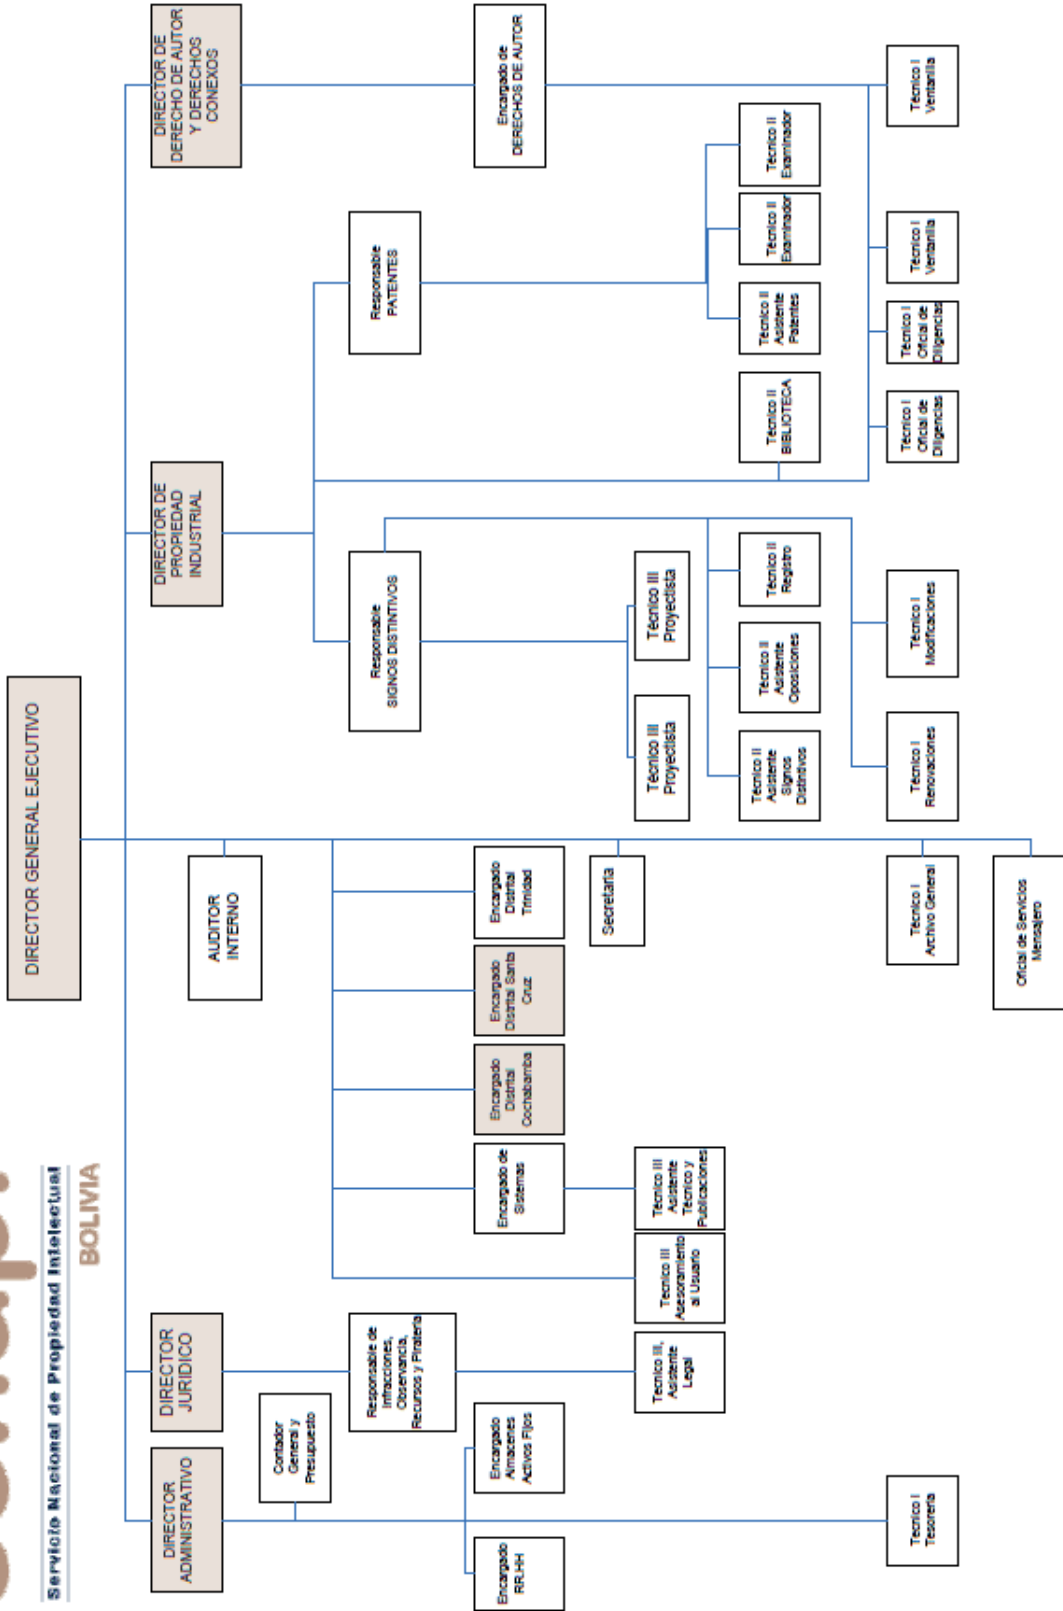 Servicio Nacional de Propiedad Intelectual
BOLIVIA
DIRECTOR GENERAL EJECUTIVO
DIRECTOR
ADMINISTRATIVO
DIRECTOR
JURIDICO
DIRECTOR DE
PROPIEDAD
INDUSTRIAL
DIRECTOR DE
DERECHO DE AUTOR
Y DERECHOS
CONEXOS
AUDITOR
INTERNO
Contador
General y
Presupuesto
Responsable de
Infracciones,
Observancia,
Recursos y Piratería
Responsable
SIGNOS DISTINTIVOS
Responsable
PATENTES
Encargado
RR.HH
Encargado
Almacenes
Activos Fijos
Encargado de
Sistemas
Encargado
Distrital
Cochabamba
Encargado
Distrital Santa
Cruz
Encargado
Distrital
Trinidad
Encargado de
DERECHOS DE AUTOR
Secretaria
Tecnico III,
Asistente
Legal
Tecnico III
Asesoramiento
al Usuario
Técnico III
Asistente
Técnico y
Publicaciones
Técnico III
Proyectista
Técnico III
Proyectista
Técnico II
Asistente
Signos
Distintivos
Técnico II
Asistente
Oposiciones
Técnico II
Registro
Técnico II
BIBLIOTECA
Técnico II
Asistente
Patentes
Técnico II
Examinador
Técnico II
Examinador
Tecnico I
Tesoreria
Técnico I
Archivo General
Técnico I
Renovaciones
Técnico I
Modificaciones
Técnico I
Oficial de
Diligencias
Técnico I
Oficial de
Diligencias
Técnico I
Ventanilla
Técnico I
Ventanilla
Oficial de Servicios
Mensajero